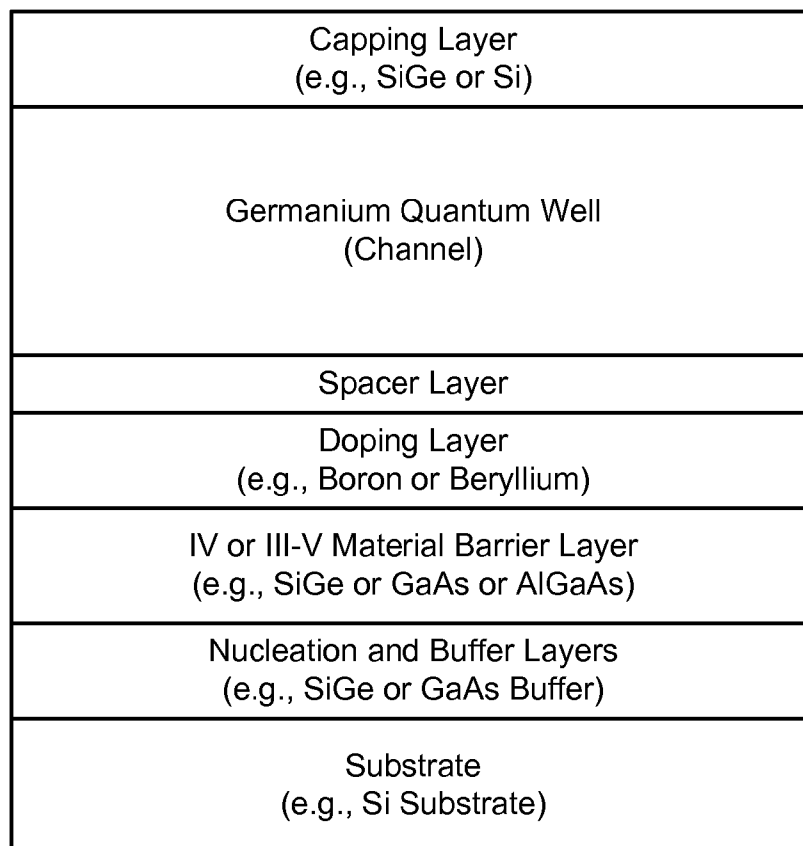 Capping Layer
(e.g., SiGe or Si)
Germanium Quantum Well
(Channel)
Spacer Layer
Doping Layer
(e.g., Boron or Beryllium)
IV or III-V Material Barrier Layer
(e.g., SiGe or GaAs or AlGaAs)
Nucleation and Buffer Layers
(e.g., SiGe or GaAs Buffer)
Substrate
(e.g., Si Substrate)